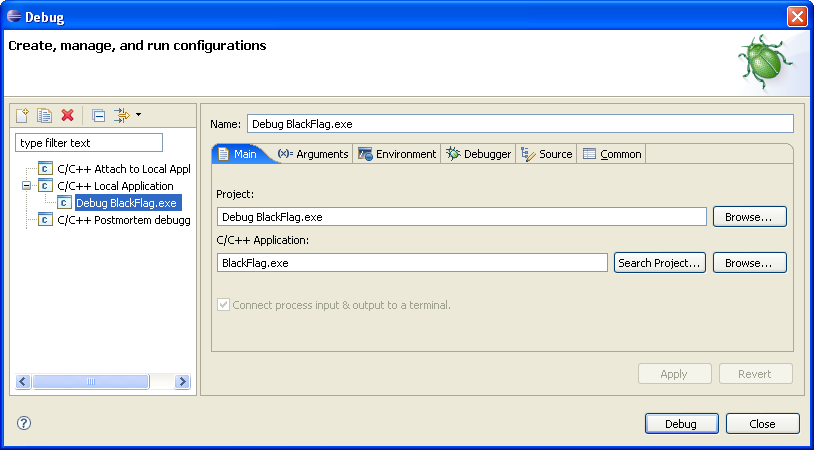 Debug
Create, manage, and run configurations
type filter text
C/C++ Attach to Local Appl
C/C++ Local Application
Debug BlackFlag.exe
C/C++ Postmortem debugg
Name: Debug BlackFlag.exe
Main (x)= Arguments Environment Debugger Source Common
Project:
Debug BlackFlag.exe Browse...
C/C++ Application:
BlackFlag.exe Search Project... Browse...
Connect process input & output to a terminal.
Apply Revert
Debug Close